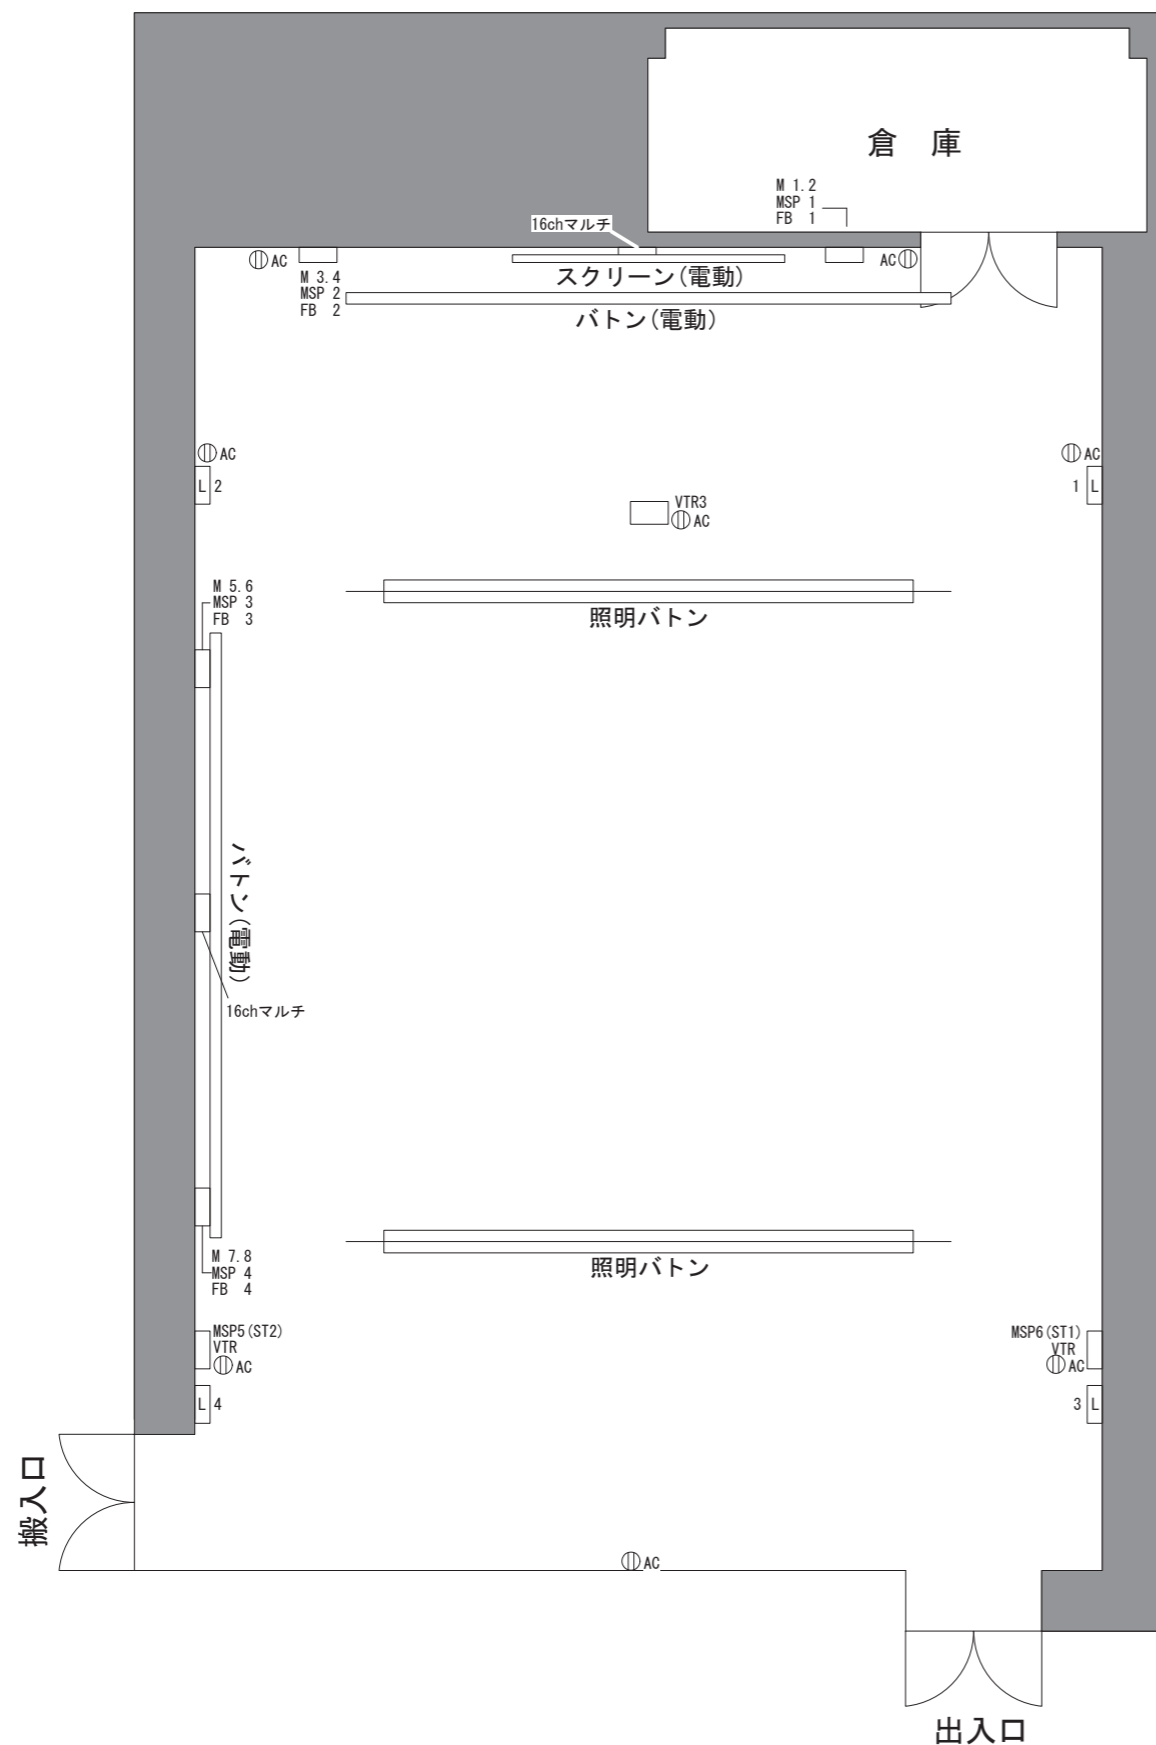 倉 庫
M 1.2
MSP 1
FB 1
16chマルチ
AC
M 3.4
MSP 2
FB 2
スクリーン(電動)
AC
バトン(電動)
AC
L 2
AC
1 L
VTR3
AC
照明バトン
M 5.6
MSP 3
FB 3
バトン(電動)
16chマルチ
照明バトン
M 7.8
MSP 4
FB 4
MSP5(ST2)
VTR
AC
L 4
MSP6(ST1)
VTR
AC
3 L
搬入口
AC
出入口